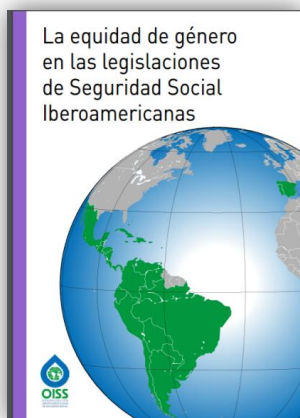 La equidad de género
en las legislaciones
de Seguridad Social
Iberoamericanas
OISS